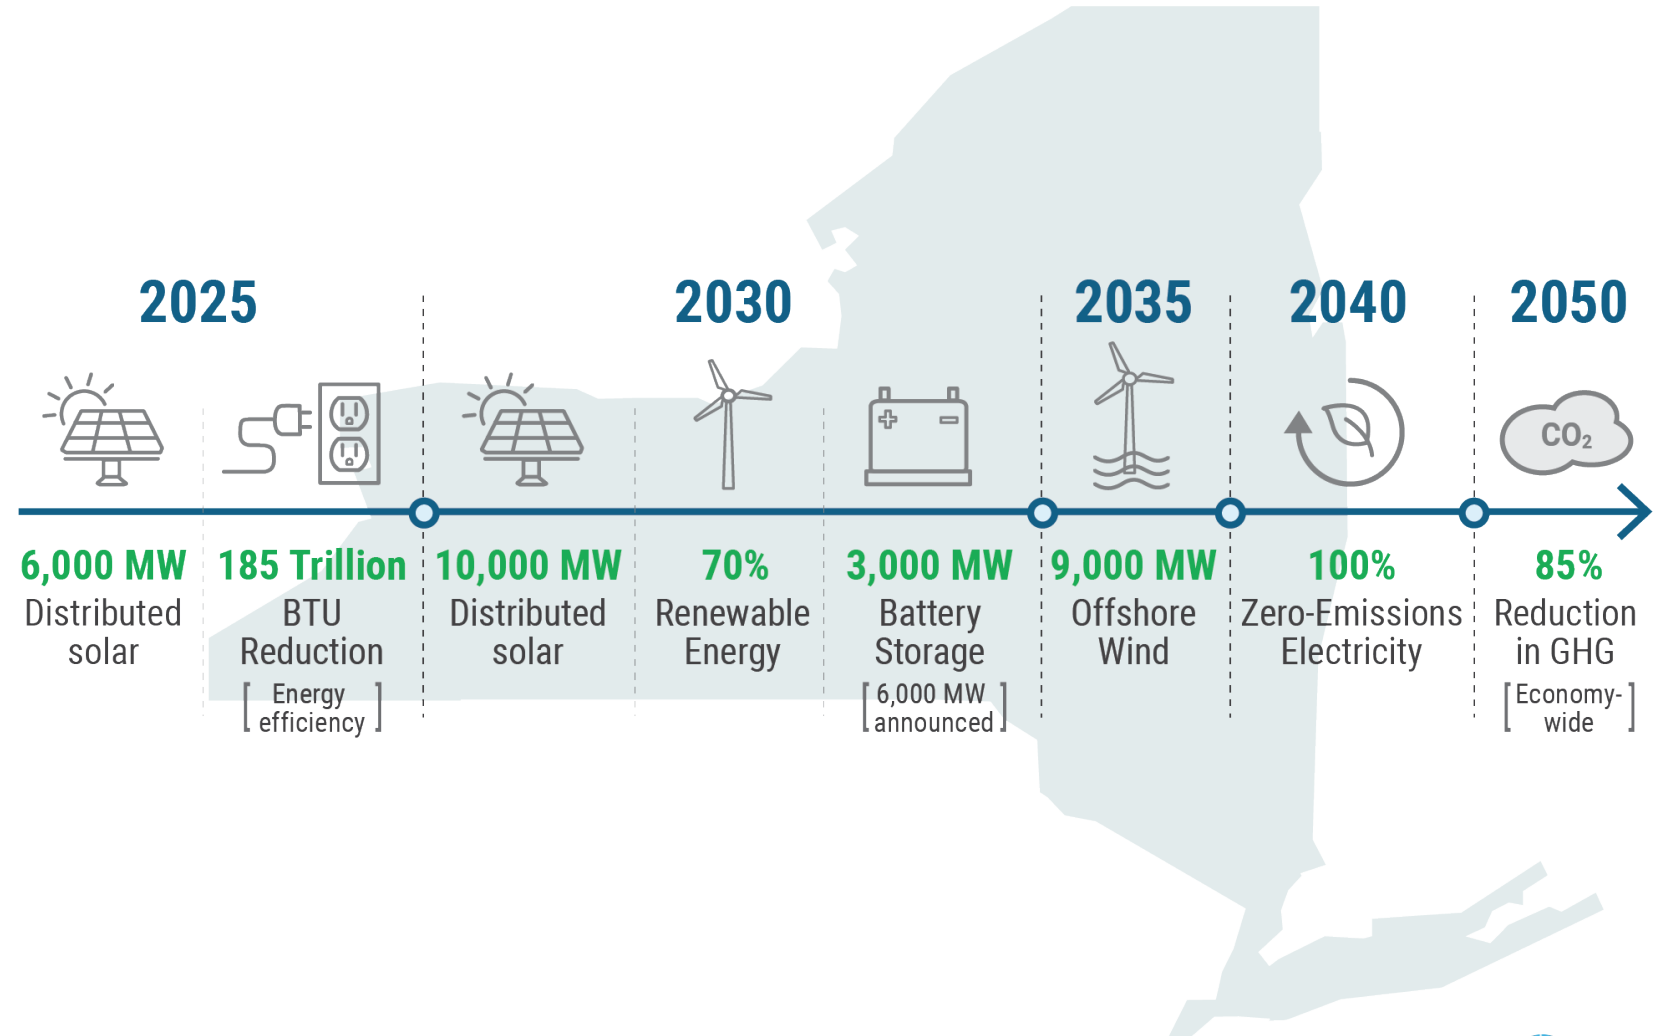 2025
2030
2035
2040
2050
CO₂
6,000 MW
Distributed
solar
185 Trillion
BTU
Reduction
[Energy
efficiency]
10,000 MW
Distributed
solar
70%
Renewable
Energy
3,000 MW
Battery
Storage
[6,000 MW
announced]
9,000 MW
Offshore
Wind
100%
Zero-Emissions
Electricity
85%
Reduction
in GHG
[Economy-
wide]